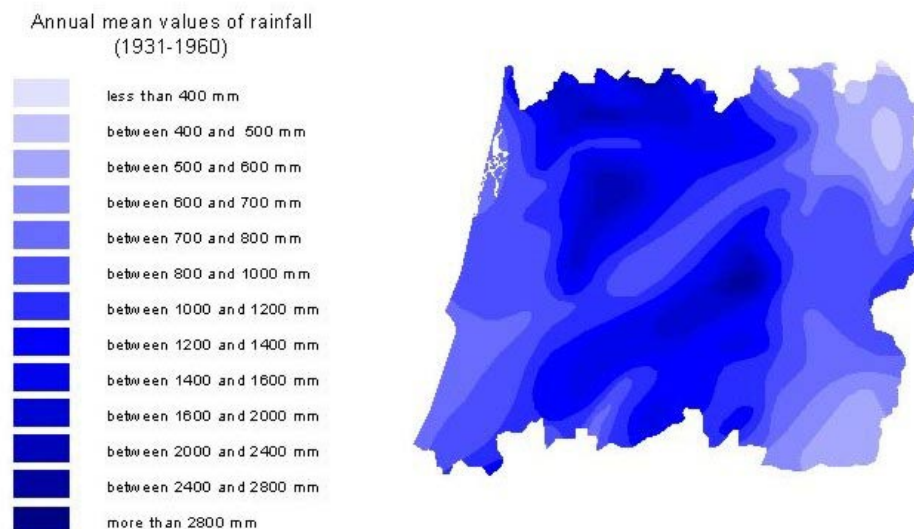 Annual mean values of rainfall
(1931-1960)
less than 400 mm
between 400 and 500 mm
between 500 and 600 mm
between 600 and 700 mm
between 700 and 800 mm
between 800 and 1000 mm
between 1000 and 1200 mm
between 1200 and 1400 mm
between 1400 and 1600 mm
between 1600 and 2000 mm
between 2000 and 2400 mm
between 2400 and 2800 mm
more than 2800 mm